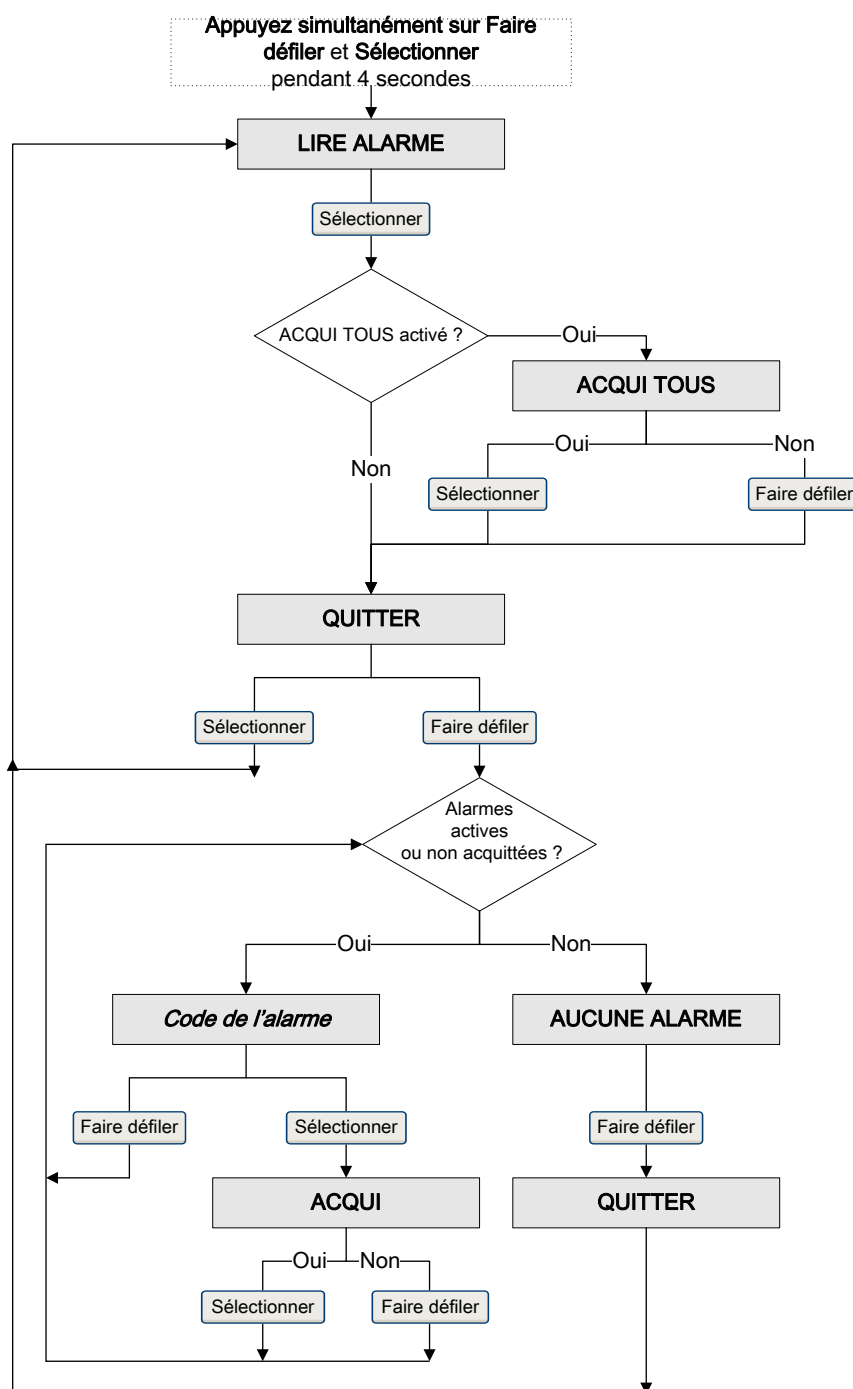 Appuyez simultanément sur Faire
défiler et Sélectionner
pendant 4 secondes
LIRE ALARME
Sélectionner
ACQUI TOUS activé ?
Oui
ACQUI TOUS
Oui
Non
Non
Sélectionner
Faire défiler
QUITTER
Sélectionner
Faire défiler
Alarmes
actives
ou non acquittées ?
Oui
Non
Code de l'alarme
AUCUNE ALARME
Faire défiler
Sélectionner
Faire défiler
ACQUI
QUITTER
Oui
Non
Sélectionner
Faire défiler